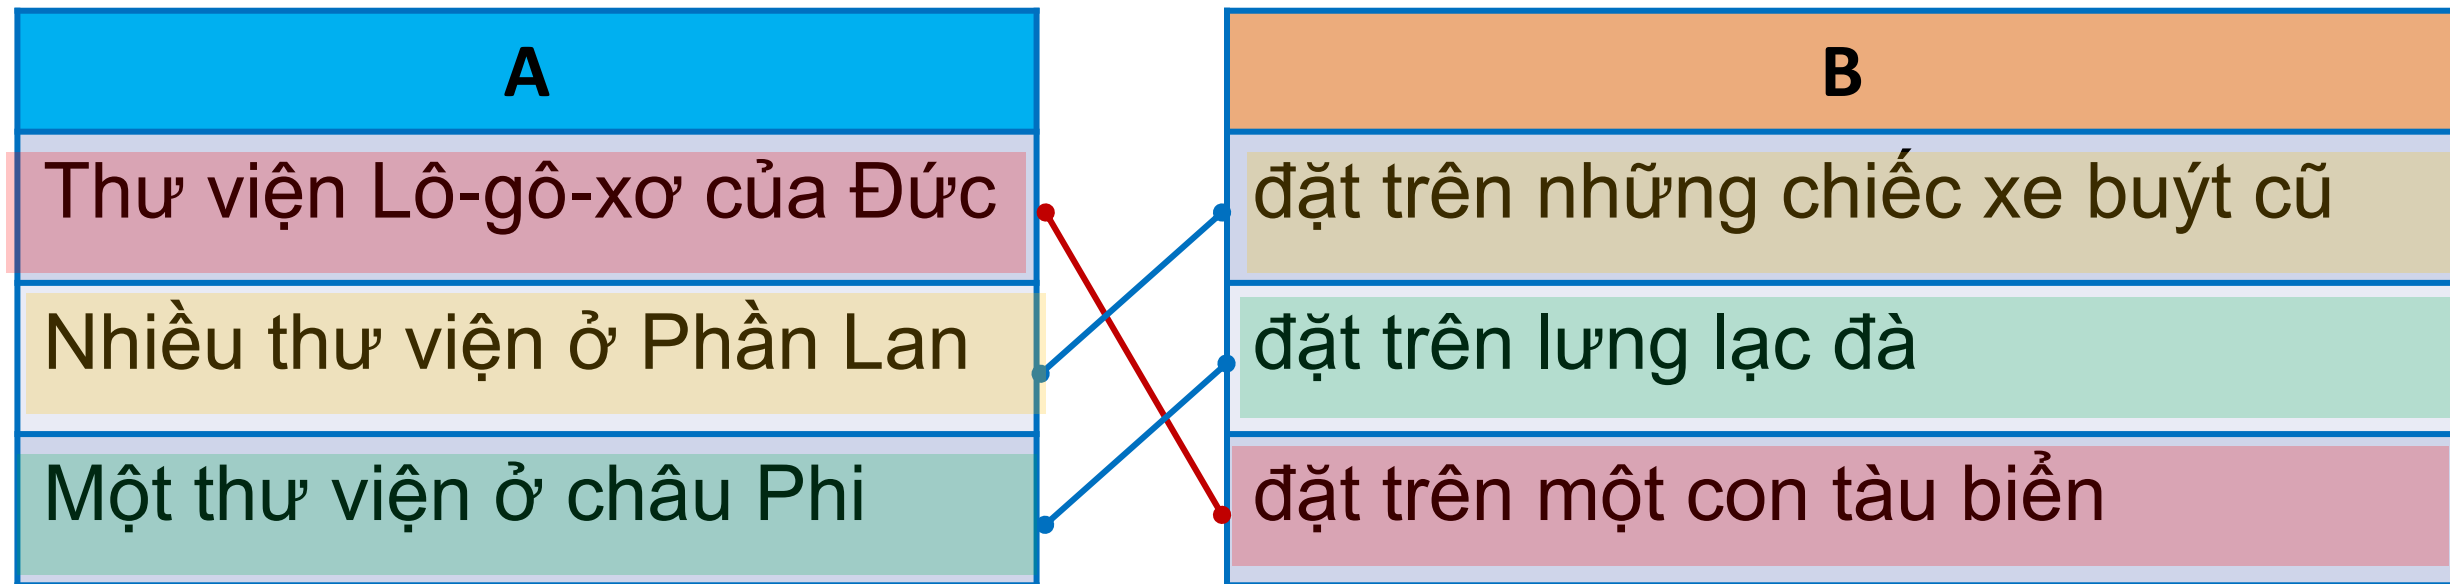 A
B
Thư viện Lô-gô-xơ của Đức
đặt trên những chiếc xe buýt cũ
Nhiều thư viện ở Phần Lan
đặt trên lưng lạc đà
Một thư viện ở châu Phi
đặt trên một con tàu biển